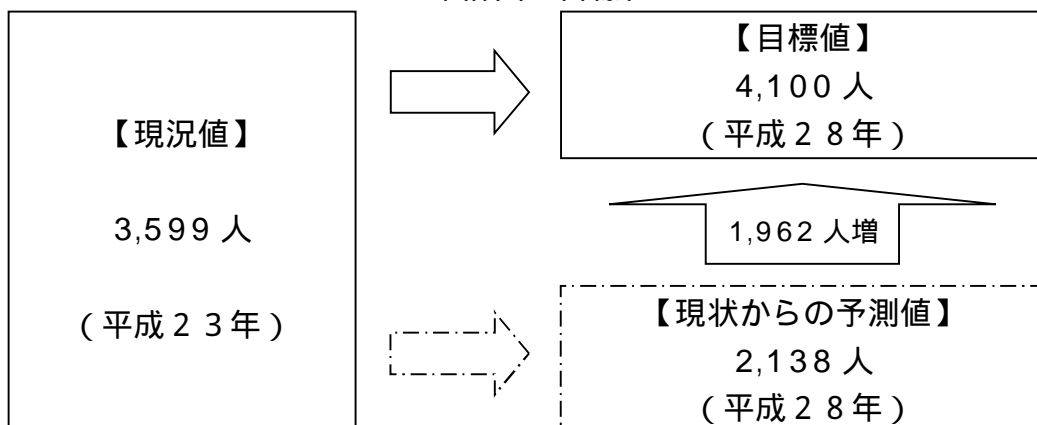 【現況値】
3,599 人
（平成２３年）
【目標値】
4,100 人
（平成２８年）
1,962 人増
【現状からの予測値】
2,138 人
（平成２８年）